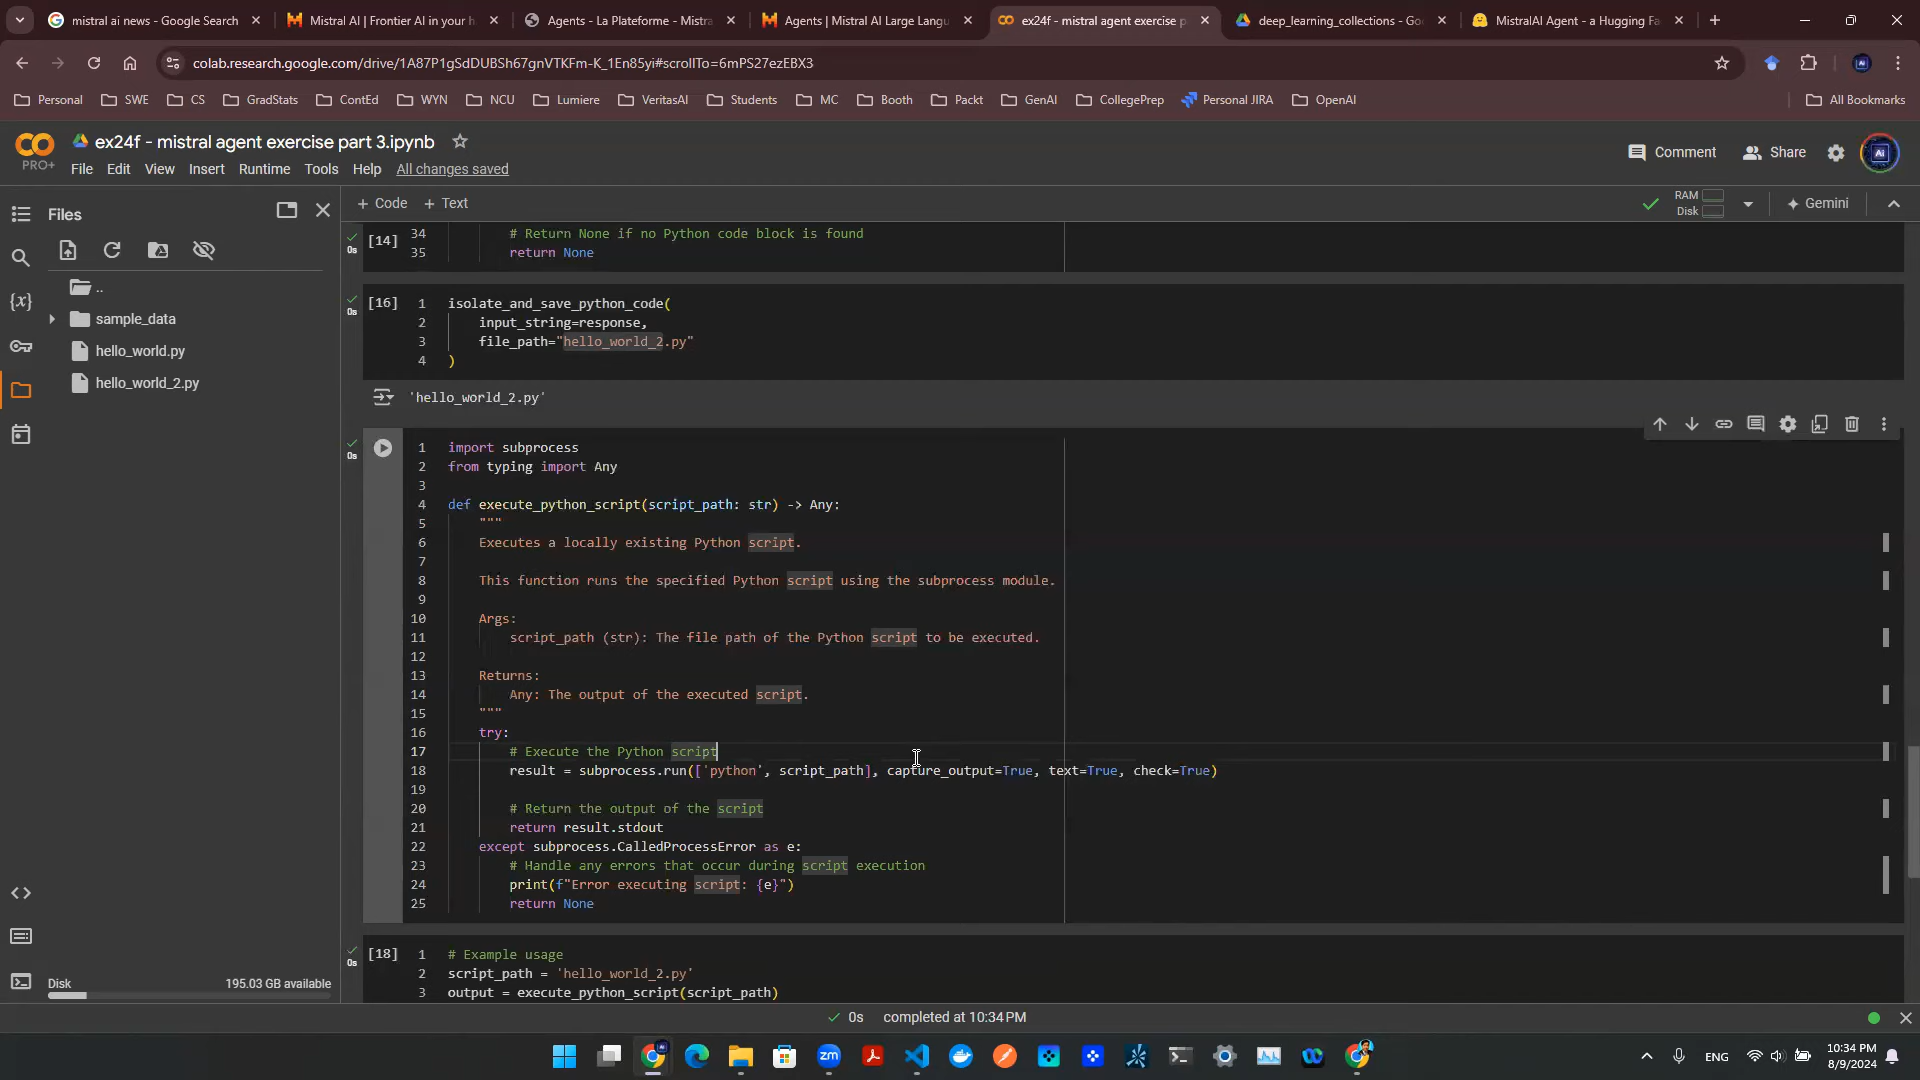 mistral ai news - Google Search
Mistral AI | Frontier AI in your h
Agents - La Plateforme - Mistra
Agents | Mistral AI Large Langu
ex24f - mistral agent exercise p
deep_learning_collections - Goo
MistralAI Agent - a Hugging Fa
colab.research.google.com/drive/1A87P1gSdDUBSh67gnVTKFm-K_1En85yi#scrollTo=6mPS27ezEBX3
Personal
SWE
CS
GradStats
ContEd
WYN
NCU
Lumiere
VeritasAI
Students
MC
Booth
Packt
GenAI
CollegePrep
Personal JIRA
OpenAI
All Bookmarks
CO
PRO+
ex24f - mistral agent exercise part 3.ipynb
Comment
Share
Ai
File Edit View Insert Runtime Tools Help All changes saved
Files
+ Code + Text
RAM
Disk
Gemini
..
sample_data
hello_world.py
hello_world_2.py
{x}
[14]
0s
34 # Return None if no Python code block is found
35 return None
[16]
0s
1 isolate_and_save_python_code(
2 input_string=response,
3 file_path="hello_world_2.py"
4 )
'hello_world_2.py'
0s
1 import subprocess
2 from typing import Any
3
4 def execute_python_script(script_path: str) -> Any:
5 """
6 Executes a locally existing Python script.
7
8 This function runs the specified Python script using the subprocess module.
9
10 Args:
11 script_path (str): The file path of the Python script to be executed.
12
13 Returns:
14 Any: The output of the executed script.
15 """
16 try:
17 # Execute the Python script
18 result = subprocess.run(['python', script_path], capture_output=True, text=True, check=True)
19
20 # Return the output of the script
21 return result.stdout
22 except subprocess.CalledProcessError as e:
23 # Handle any errors that occur during script execution
24 print(f"Error executing script: {e}")
25 return None
[18]
0s
1 # Example usage
2 script_path = 'hello_world_2.py'
3 output = execute_python_script(script_path)
Disk
195.03 GB available
0s completed at 10:34 PM
zm
ENG
10:34 PM
8/9/2024